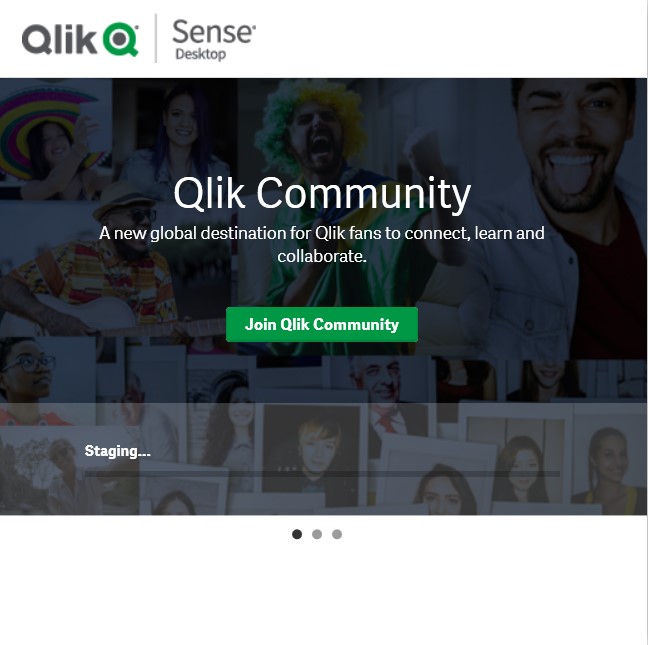 Qlik
Sense
Desktop
Qlik Community
A new global destination for Qlik fans to connect, learn and
collaborate.
Join Qlik Community
Staging...